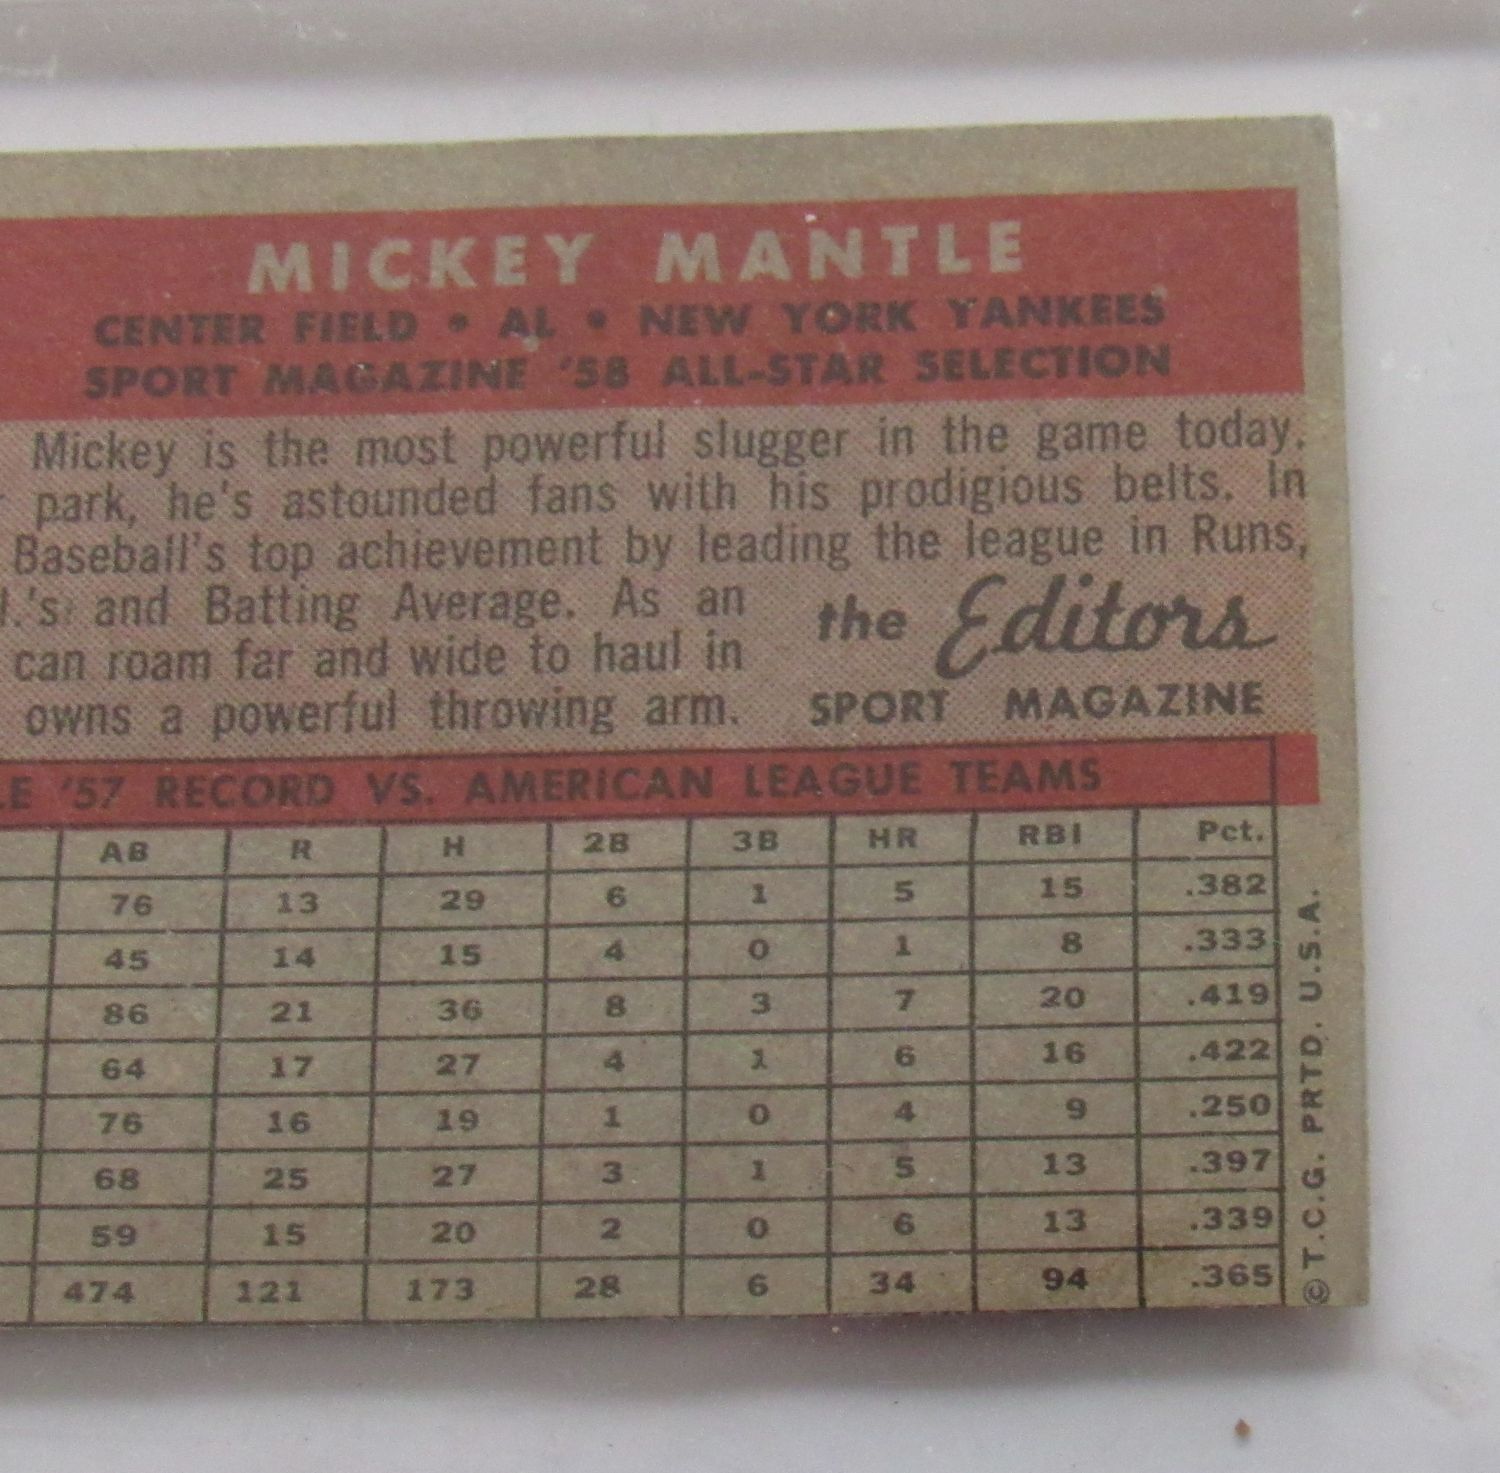 MICKEY MANTLE
CENTER FIELD • AL • NEW YORK YANKEES
SPORT MAGAZINE '58 ALL-STAR SELECTION
Mickey is the most powerful slugger in the game today.
park, he's astounded fans with his prodigious belts. In
Baseball's top achievement by leading the league in Runs,
.'s and Batting Average. As an
can roam far and wide to haul in
owns a powerful throwing arm.
the Editors
SPORT MAGAZINE
LE '57 RECORD VS. AMERICAN LEAGUE TEAMS
AB R H 2B 3B HR RBI Pct.
76 13 29 6 1 5 15 .382
45 14 15 4 0 1 8 .333
86 21 36 8 3 7 20 .419
64 17 27 4 1 6 16 .422
76 16 19 1 0 4 9 .250
68 25 27 3 1 5 13 .397
59 15 20 2 0 6 13 .339
474 121 173 28 6 34 94 .365
© T.C.G. PRTD. U.S.A.